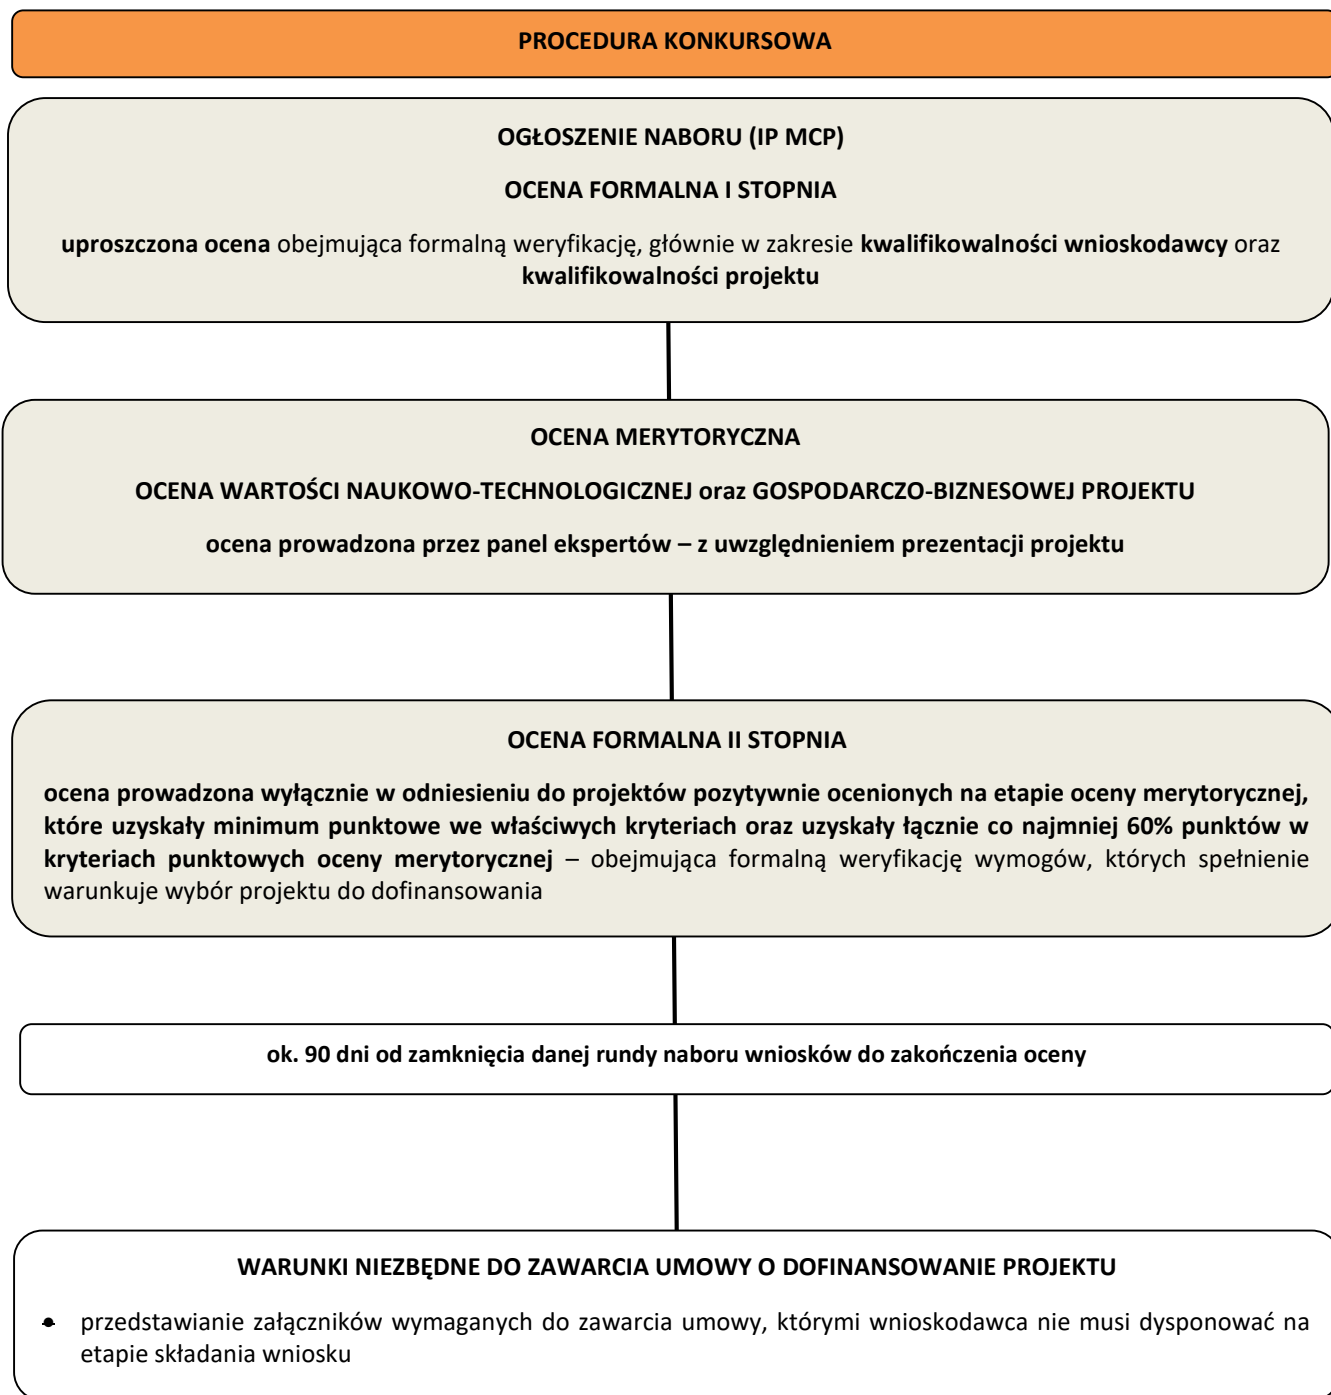 PROCEDURA KONKURSOWA
OGŁOSZENIE NABORU (IP MCP)
OCENA FORMALNA I STOPNIA
uproszczona ocena obejmująca formalną weryfikację, głównie w zakresie kwalifikowalności wnioskodawcy oraz
kwalifikowalności projektu
OCENA MERYTORYCZNA
OCENA WARTOŚCI NAUKOWO-TECHNOLOGICZNEJ oraz GOSPODARCZO-BIZNESOWEJ PROJEKTU
ocena prowadzona przez panel ekspertów – z uwzględnieniem prezentacji projektu
OCENA FORMALNA II STOPNIA
ocena prowadzona wyłącznie w odniesieniu do projektów pozytywnie ocenionych na etapie oceny merytorycznej,
które uzyskały minimum punktowe we właściwych kryteriach oraz uzyskały łącznie co najmniej 60% punktów w
kryteriach punktowych oceny merytorycznej – obejmująca formalną weryfikację wymogów, których spełnienie
warunkuje wybór projektu do dofinansowania
ok. 90 dni od zamknięcia danej rundy naboru wniosków do zakończenia oceny
WARUNKI NIEZBĘDNE DO ZAWARCIA UMOWY O DOFINANSOWANIE PROJEKTU
• przedstawianie załączników wymaganych do zawarcia umowy, którymi wnioskodawca nie musi dysponować na
etapie składania wniosku